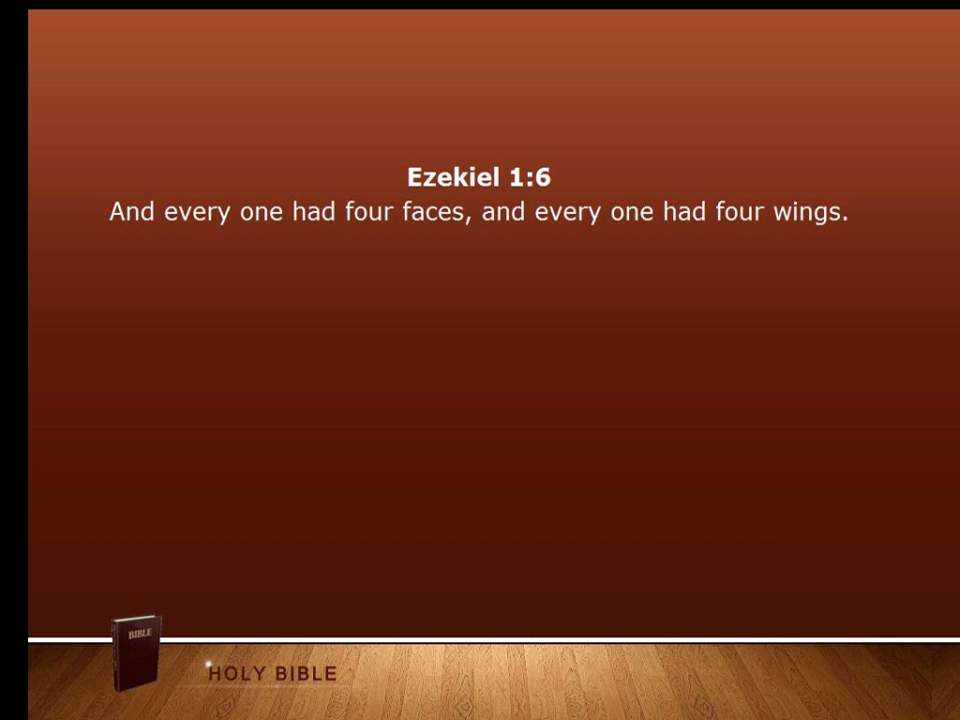 Ezekiel 1:6
And every one had four faces, and every one had four wings.
BIBLE
HOLY BIBLE